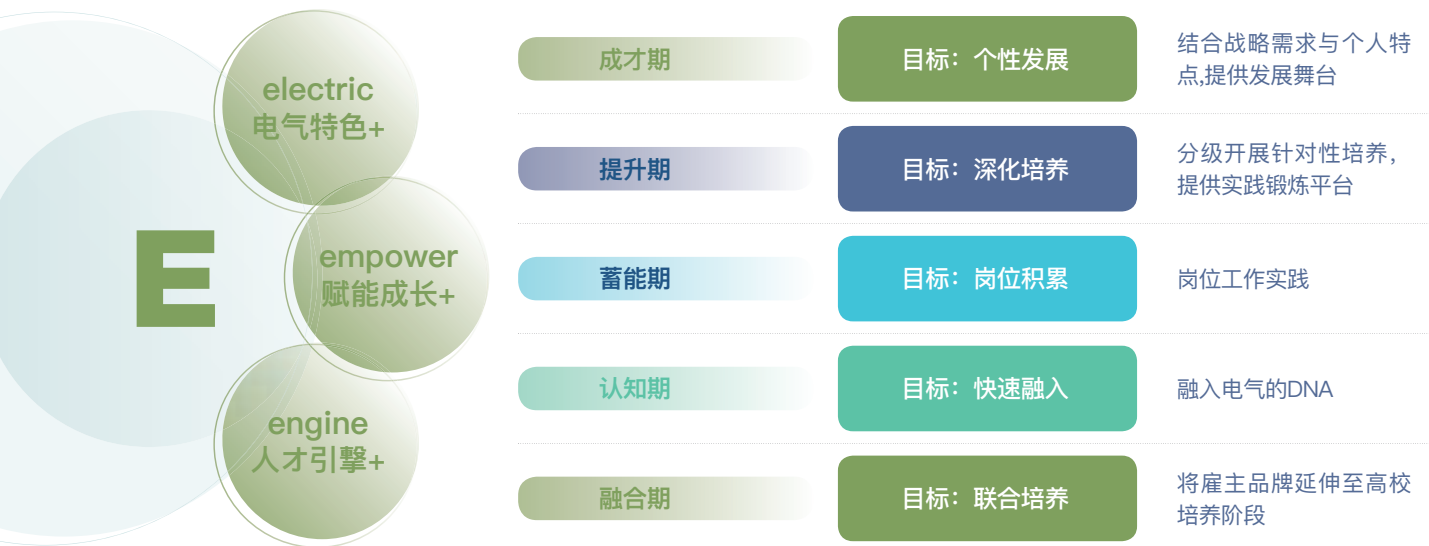 E
electric
电气特色+
empower
赋能成长+
engine
人才引擎+
成才期
目标：个性发展
结合战略需求与个人特
点,提供发展舞台
提升期
目标：深化培养
分级开展针对性培养，
提供实践锻炼平台
蓄能期
目标：岗位积累
岗位工作实践
认知期
目标：快速融入
融入电气的DNA
融合期
目标：联合培养
将雇主品牌延伸至高校
培养阶段